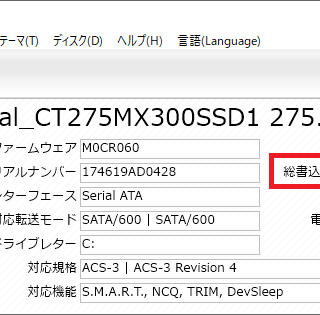 テーマ(T) ディスク(D) ヘルプ(H) 言語(Language)
al_CT275MX300SSD1 275.
ファームウェア M0CR060
リアルナンバー 174619AD0428 総書込
ンターフェース Serial ATA
対応転送モード SATA/600 | SATA/600 電
ドライブレター C:
対応規格 ACS-3 | ACS-3 Revision 4
対応機能 S.M.A.R.T., NCQ, TRIM, DevSleep